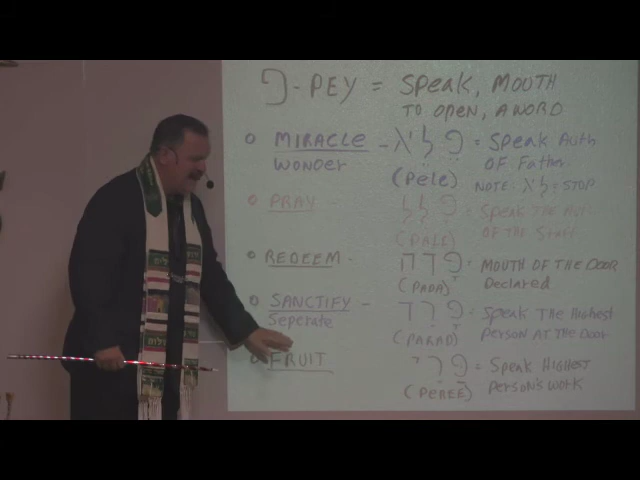 פ - PEY = Speak, MOUTH
TO OPEN, A WORD
MIRACLE - פלא = Speak Auth
Wonder OF Father
(Pele) NOTE: לא = STOP
PRAY - פלל = Speak THE
(PALL) OF THE Staff
REDEEM - פדה = MOUTH OF THE DOOR
(PADA) Declared
SANCTIFY - פרד = Speak THE Highest
Seperate (PARAD) PERSON AT THE DOOR
FRUIT פרי = Speak HIGHEST
(PEREE) PERSON'S WORK